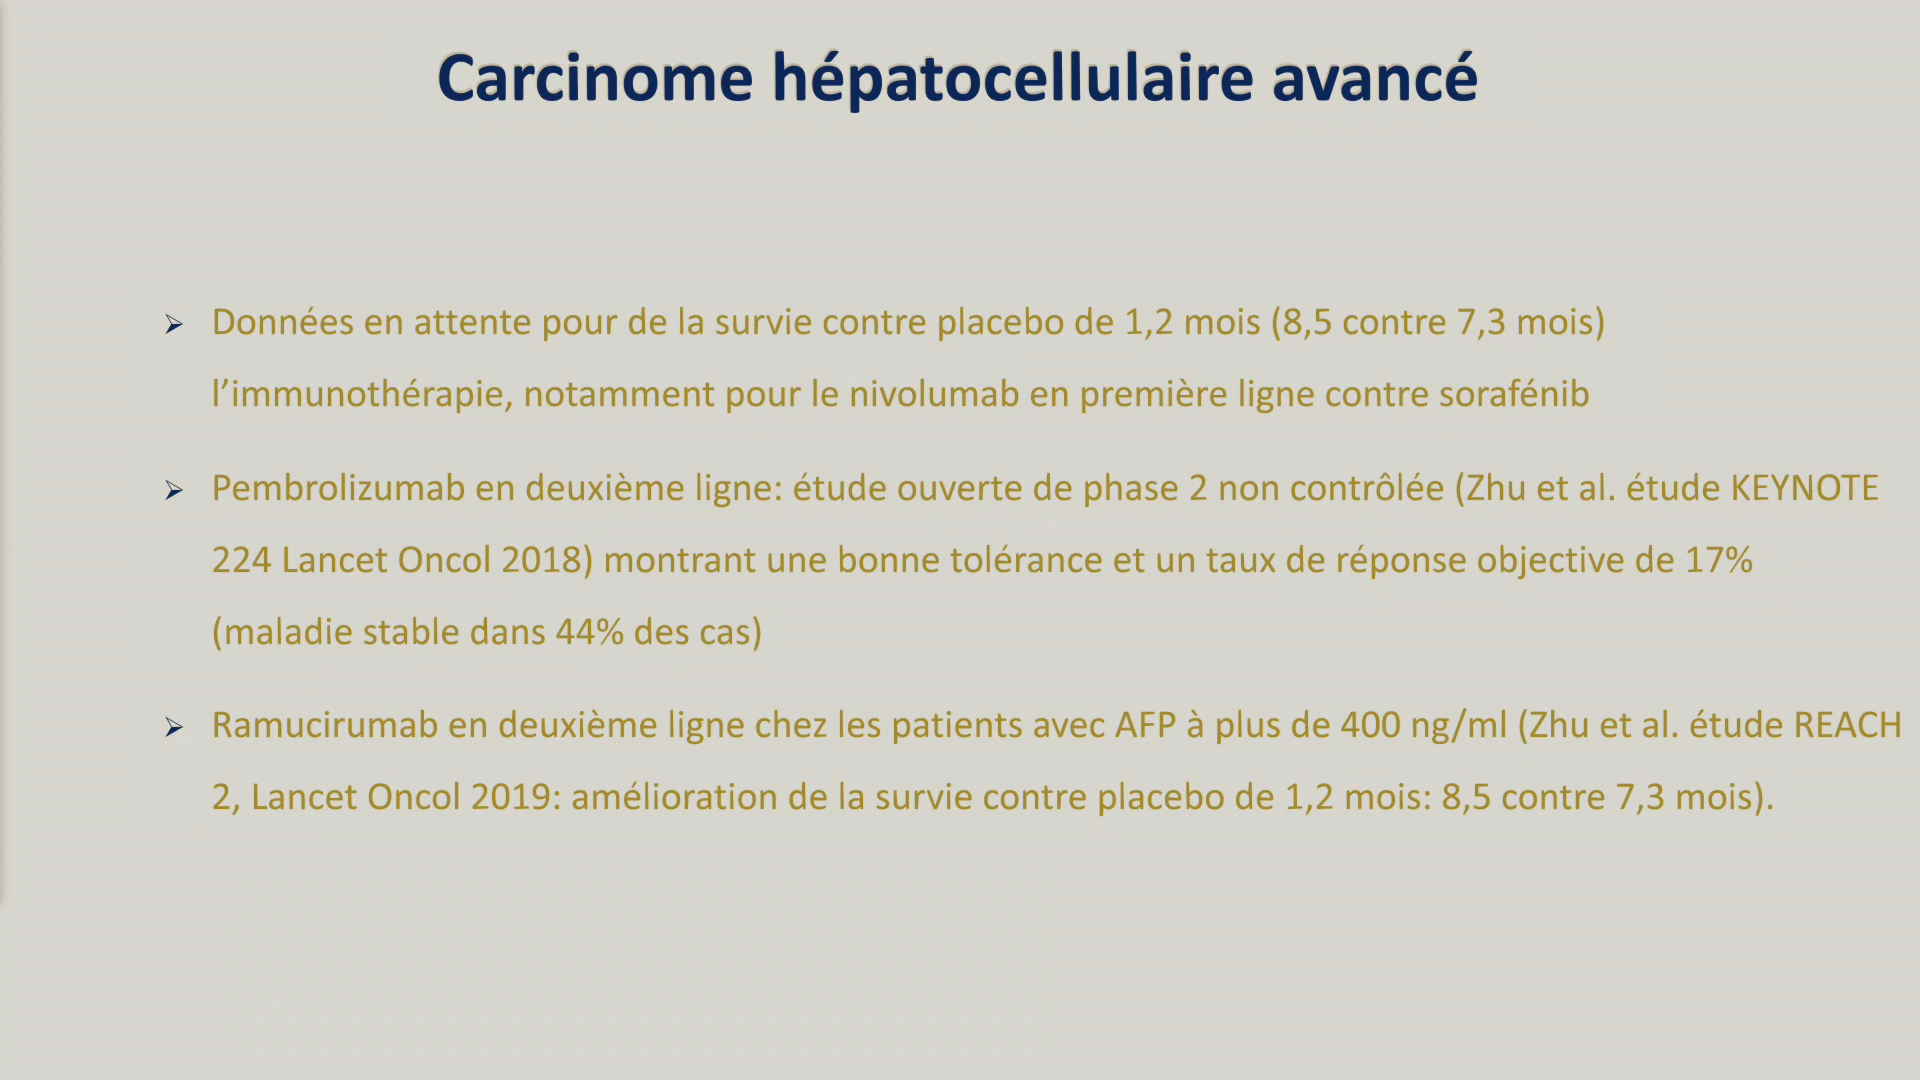 Carcinome hépatocellulaire avancé
➢ Données en attente pour de la survie contre placebo de 1,2 mois (8,5 contre 7,3 mois)
l’immunothérapie, notamment pour le nivolumab en première ligne contre sorafénib
➢ Pembrolizumab en deuxième ligne: étude ouverte de phase 2 non contrôlée (Zhu et al. étude KEYNOTE
224 Lancet Oncol 2018) montrant une bonne tolérance et un taux de réponse objective de 17%
(maladie stable dans 44% des cas)
➢ Ramucirumab en deuxième ligne chez les patients avec AFP à plus de 400 ng/ml (Zhu et al. étude REACH
2, Lancet Oncol 2019: amélioration de la survie contre placebo de 1,2 mois: 8,5 contre 7,3 mois).